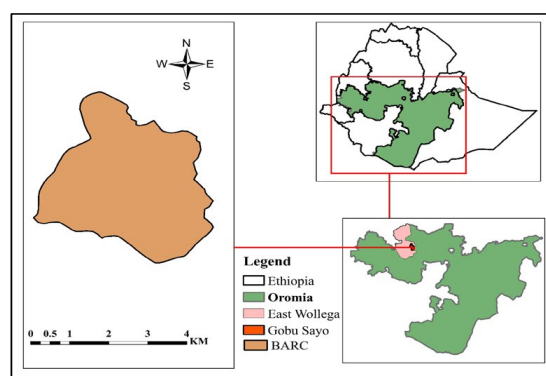 N
W E
S
Legend
Ethiopia
Oromia
East Wollega
Gobu Sayo
BARC
0 0.5 1 2 3 4
KM